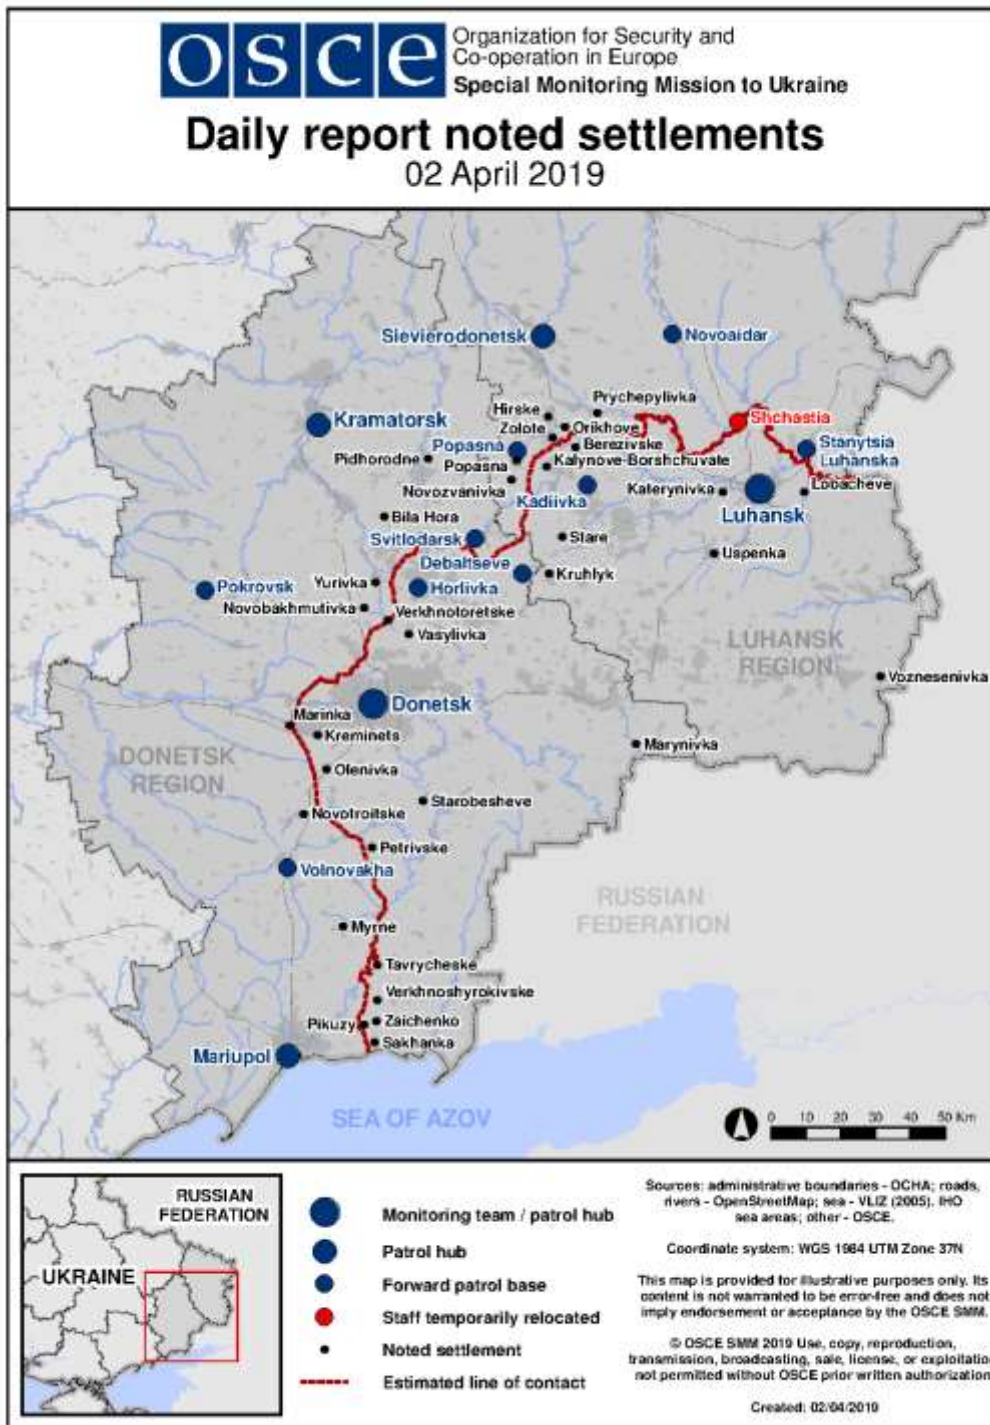 osce
Organization for Security and
Co-operation in Europe
Special Monitoring Mission to Ukraine
Daily report noted settlements
02 April 2019
Sievierodonetsk
Novoaidar
Prychepylivka
Hirske
Shchastia
Kramatorsk
Orikhove
Zolote
Popasna
Berezivske
Stanytsia
Luhanska
Pidhorodne
Popasna
Kalynove-Borshchuvate
Novozvanivka
Kadiivka
Katerynivka
Lobacheve
Luhansk
Bila Hora
Svitlodarsk
Stare
Uspenka
Debaltseve
Kruhlyk
Yurivka
Horlivka
Pokrovsk
Novobakhmutivka
Verkhnotoretske
Vasylivka
LUHANSK
REGION
Voznesenivka
Donetsk
Marinka
Kreminets
Marynivka
DONETSK
REGION
Olenivka
Starobesheve
Novotroitske
Petrivske
Volnovakha
RUSSIAN
FEDERATION
Myrne
Tavrycheske
Verkhnoshyrokivske
Pikuzy
Zaichenko
Sakhanka
Mariupol
SEA OF AZOV
0 10 20 30 40 50 Km
RUSSIAN
FEDERATION
UKRAINE
Monitoring team / patrol hub
Patrol hub
Forward patrol base
Staff temporarily relocated
Noted settlement
Estimated line of contact
Sources: administrative boundaries - OCHA; roads,
rivers - OpenStreetMap; sea - VLIZ (2005). IHO
sea areas; other - OSCE.
Coordinate system: WGS 1984 UTM Zone 37N
This map is provided for illustrative purposes only. Its
content is not warranted to be error-free and does not
imply endorsement or acceptance by the OSCE SMM.
© OSCE SMM 2019 Use, copy, reproduction,
transmission, broadcasting, sale, license, or exploitatio
not permitted without OSCE prior written authorization
Created: 02/04/2019